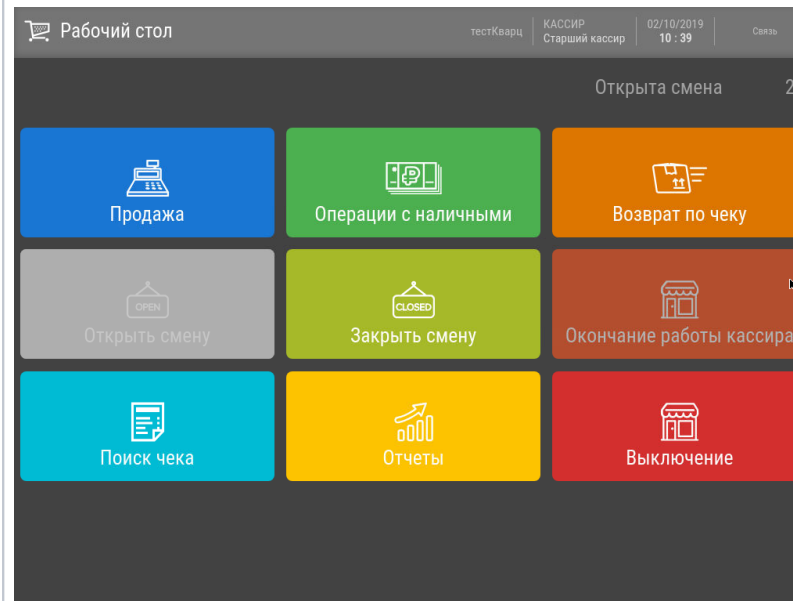 Рабочий стол
тестКварц
КАССИР
Старший кассир
02/10/2019
10 : 39
Связь
Открыта смена 2
Продажа
Операции с наличными
Возврат по чеку
OPEN
Открыть смену
CLOSED
Закрыть смену
Окончание работы кассира
Поиск чека
Отчеты
Выключение